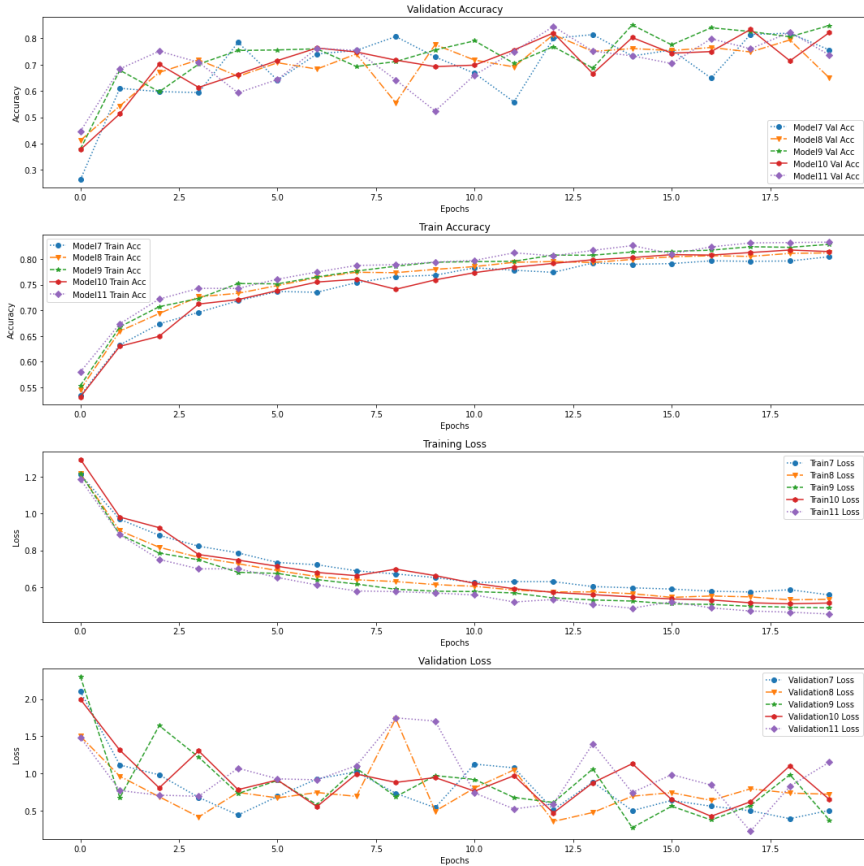 Validation Accuracy
Accuracy
0.8
0.7
0.6
0.5
0.4
0.3
Model7 Val Acc
Model8 Val Acc
Model9 Val Acc
Model10 Val Acc
Model11 Val Acc
0.0 2.5 5.0 7.5 10.0 12.5 15.0 17.5
Epochs
Train Accuracy
Accuracy
0.80
0.75
0.70
0.65
0.60
0.55
Model7 Train Acc
Model8 Train Acc
Model9 Train Acc
Model10 Train Acc
Model11 Train Acc
0.0 2.5 5.0 7.5 10.0 12.5 15.0 17.5
Epochs
Training Loss
Loss
1.2
1.0
0.8
0.6
Train7 Loss
Train8 Loss
Train9 Loss
Train10 Loss
Train11 Loss
0.0 2.5 5.0 7.5 10.0 12.5 15.0 17.5
Epochs
Validation Loss
Loss
2.0
1.5
1.0
0.5
Validation7 Loss
Validation8 Loss
Validation9 Loss
Validation10 Loss
Validation11 Loss
0.0 2.5 5.0 7.5 10.0 12.5 15.0 17.5
Epochs